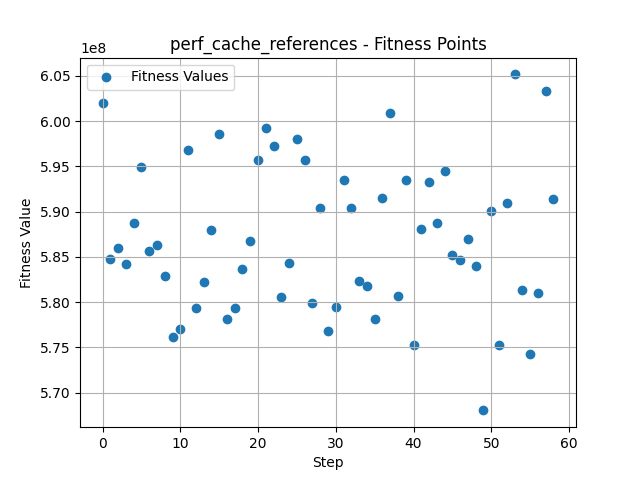 perf_cache_references - Fitness Points
1e8
Fitness Values
6.05
6.00
5.95
5.90
5.85
5.80
5.75
5.70
Fitness Value
0 10 20 30 40 50 60
Step